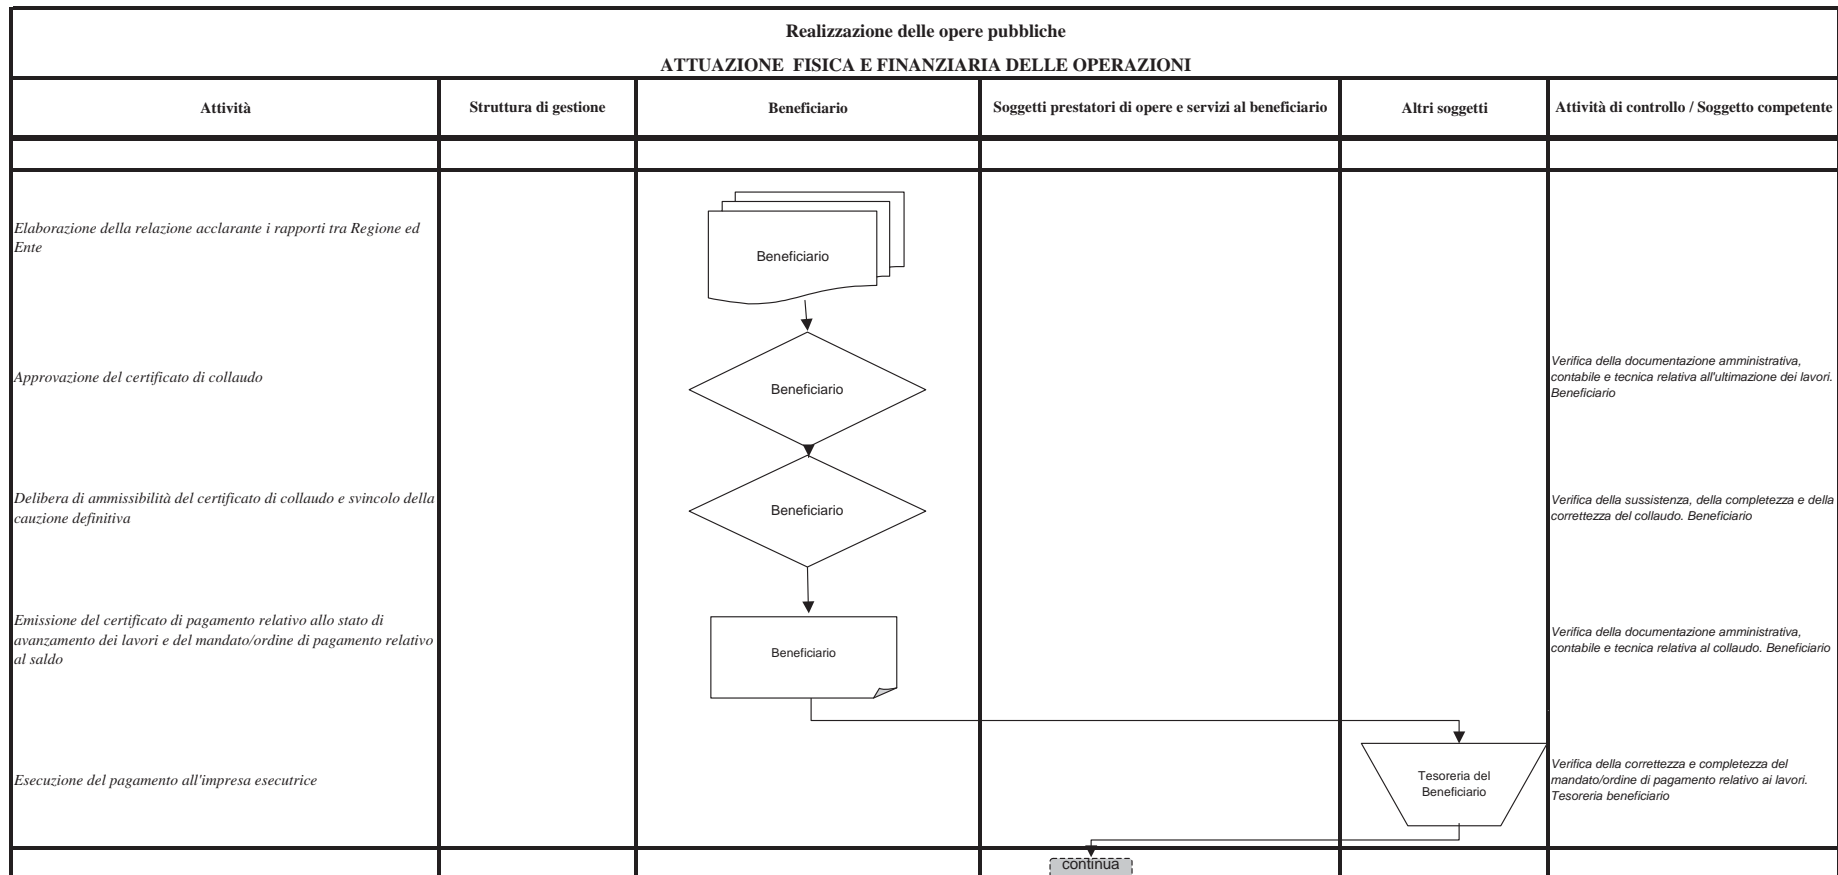 Realizzazione delle opere pubbliche
ATTUAZIONE FISICA E FINANZIARIA DELLE OPERAZIONI
Attività
Struttura di gestione
Beneficiario
Soggetti prestatori di opere e servizi al beneficiario
Altri soggetti
Attività di controllo / Soggetto competente
Elaborazione della relazione acclarante i rapporti tra Regione ed
Ente
Beneficiario
Approvazione del certificato di collaudo
Beneficiario
Verifica della documentazione amministrativa,
contabile e tecnica relativa all'ultimazione dei lavori.
Beneficiario
Delibera di ammissibilità del certificato di collaudo e svincolo della
cauzione definitiva
Beneficiario
Verifica della sussistenza, della completezza e della
correttezza del collaudo. Beneficiario
Emissione del certificato di pagamento relativo allo stato di
avanzamento dei lavori e del mandato/ordine di pagamento relativo
al saldo
Beneficiario
Verifica della documentazione amministrativa,
contabile e tecnica relativa al collaudo. Beneficiario
Esecuzione del pagamento all'impresa esecutrice
Tesoreria del
Beneficiario
Verifica della correttezza e completezza del
mandato/ordine di pagamento relativo ai lavori.
Tesoreria beneficiario
continua